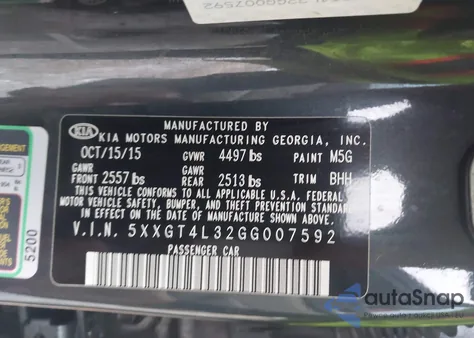 G007592
MANUFACTURED BY
KIA KIA MOTORS MANUFACTURING GEORGIA, INC.
OCT/15/15 GVWR 4497 lbs PAINT M5G
GAWR GAWR
FRONT 2557 lbs REAR 2513 lbs TRIM BHH
THIS VEHICLE CONFORMS TO ALL APPLICABLE U.S.A. FEDERAL
MOTOR VEHICLE SAFETY, BUMPER, AND THEFT PREVENTION
STANDARDS IN EFFECT ON THE DATE OF MANUFACTURE SHOWN ABOVE.
V.I.N. 5XXGT4L32GG007592
PASSENGER CAR
5200
autoSnap